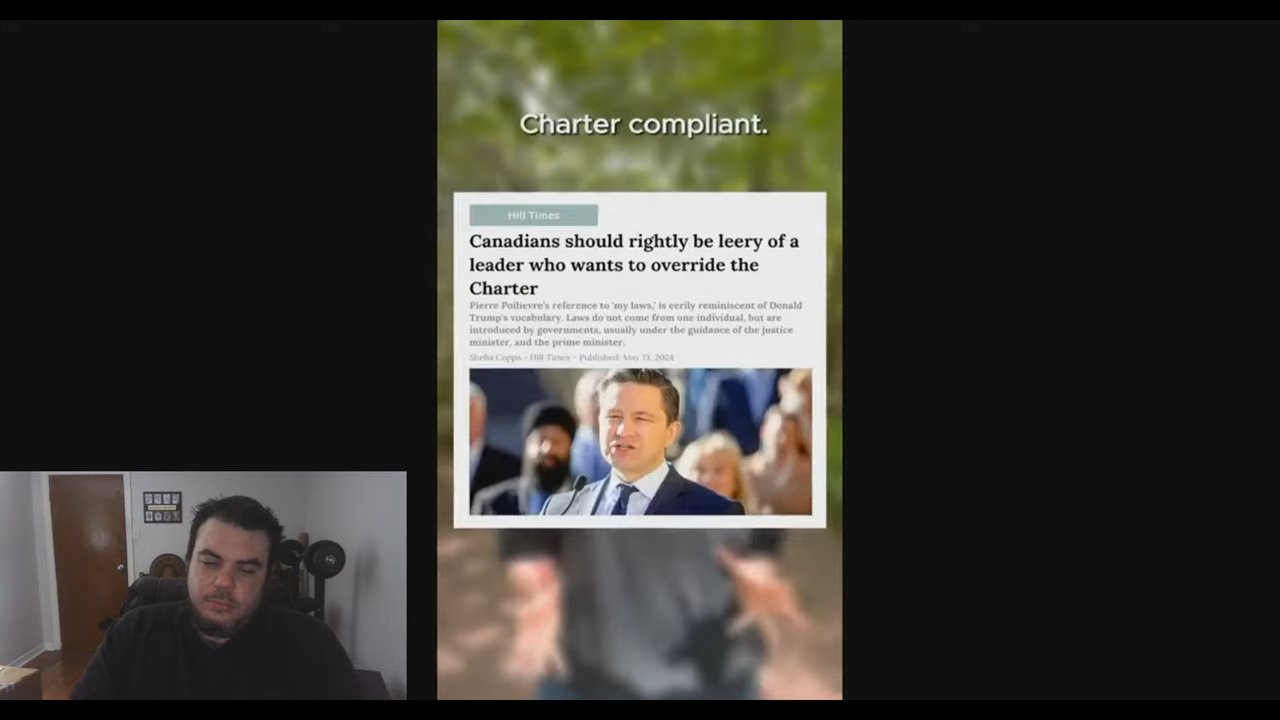 Charter compliant.
Hill Times
Canadians should rightly be leery of a
leader who wants to override the
Charter
Pierre Poilievre's reference to 'my laws,' is eerily reminiscent of Donald
Trump's vocabulary. Laws do not come from one individual, but are
introduced by governments, usually under the guidance of the justice
minister, and the prime minister.
Sheila Copps - Hill Times - Published: May 13, 2024